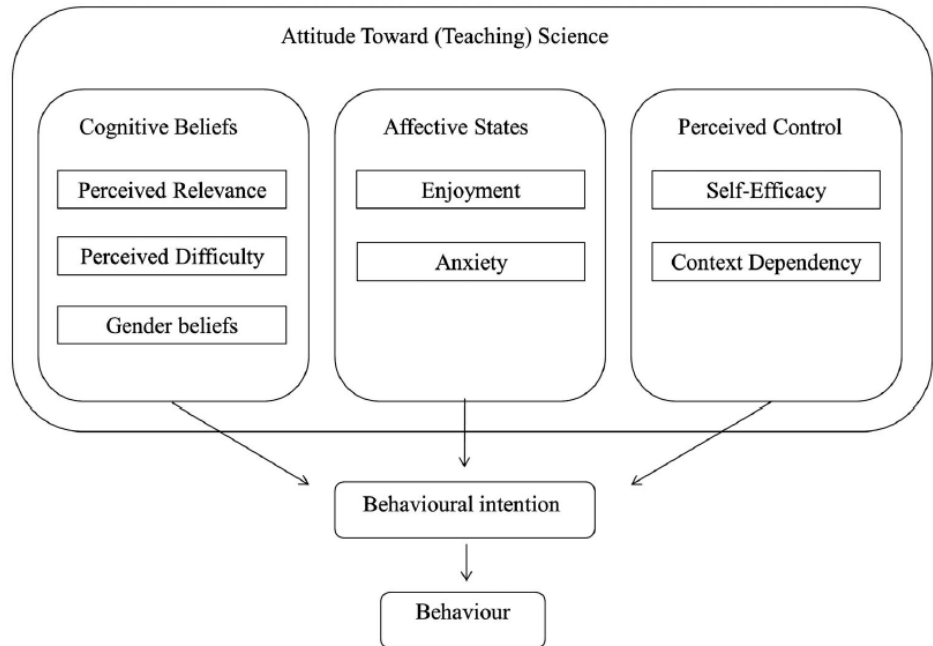 Attitude Toward (Teaching) Science
Cognitive Beliefs
Perceived Relevance
Perceived Difficulty
Gender beliefs
Affective States
Enjoyment
Anxiety
Perceived Control
Self-Efficacy
Context Dependency
Behavioural intention
Behaviour